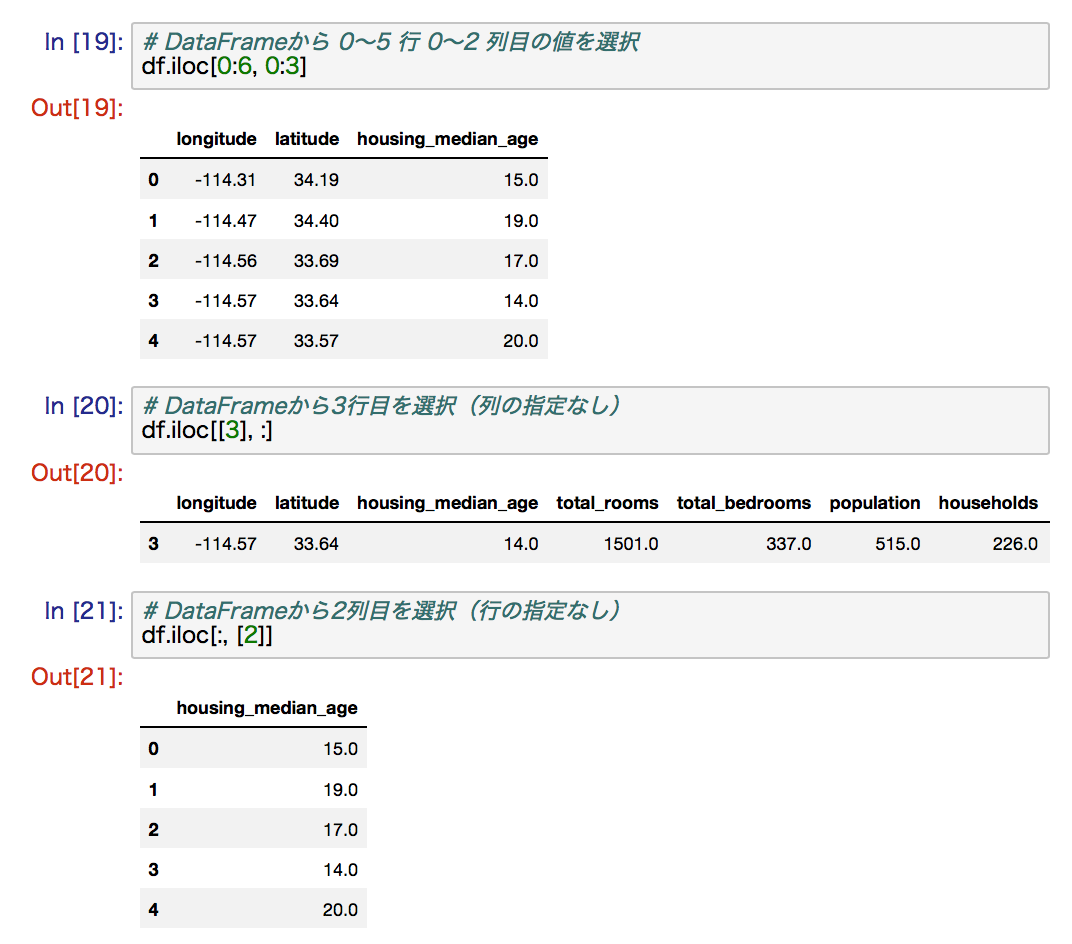 In [19]:
# DataFrameから 0〜5 行 0〜2 列目の値を選択
df.iloc[0:6, 0:3]
Out[19]:
longitude latitude housing_median_age
0 -114.31 34.19 15.0
1 -114.47 34.40 19.0
2 -114.56 33.69 17.0
3 -114.57 33.64 14.0
4 -114.57 33.57 20.0
In [20]:
# DataFrameから3行目を選択（列の指定なし）
df.iloc[[3], :]
Out[20]:
longitude latitude housing_median_age total_rooms total_bedrooms population households
3 -114.57 33.64 14.0 1501.0 337.0 515.0 226.0
In [21]:
# DataFrameから2列目を選択（行の指定なし）
df.iloc[:, [2]]
Out[21]:
housing_median_age
0 15.0
1 19.0
2 17.0
3 14.0
4 20.0